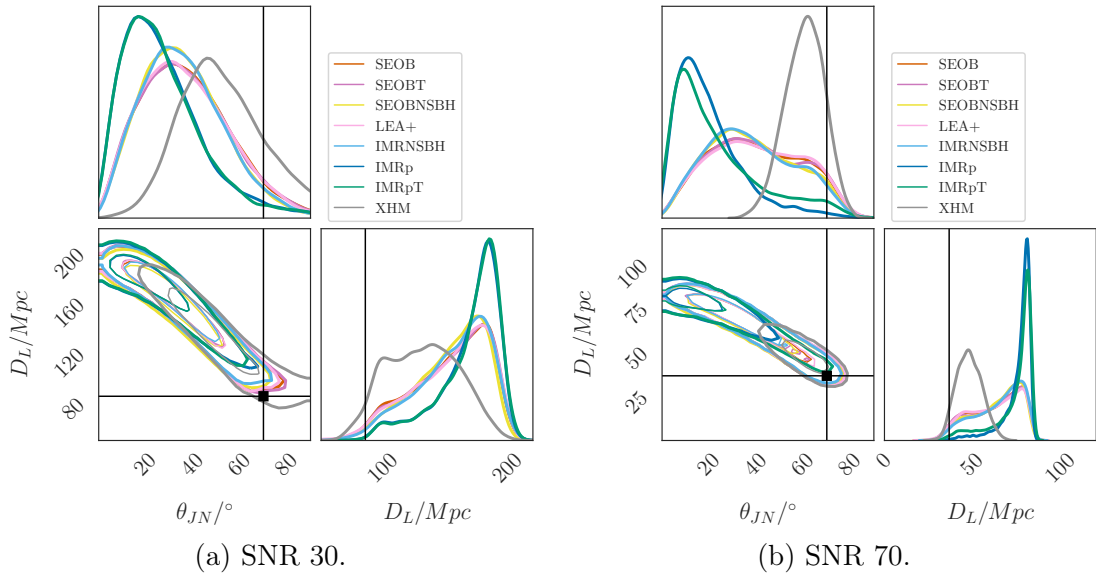 SEOB
SEOBT
SEOBNSBH
LEA+
IMRNSBH
IMRp
IMRpT
XHM
D_L/Mpc
200
160
120
80
20
40
60
80
θ_JN/°
100
200
D_L/Mpc
(a) SNR 30.
SEOB
SEOBT
SEOBNSBH
LEA+
IMRNSBH
IMRp
IMRpT
XHM
D_L/Mpc
100
75
50
25
20
40
60
80
θ_JN/°
0
50
100
D_L/Mpc
(b) SNR 70.